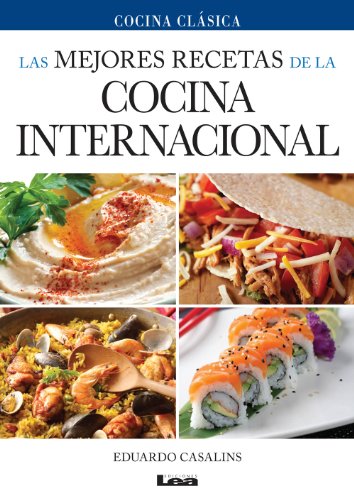 COCINA CLÁSICA
LAS MEJORES RECETAS DE LA
COCINA
INTERNACIONAL
EDUARDO CASALINS
EDICIONES
Lea